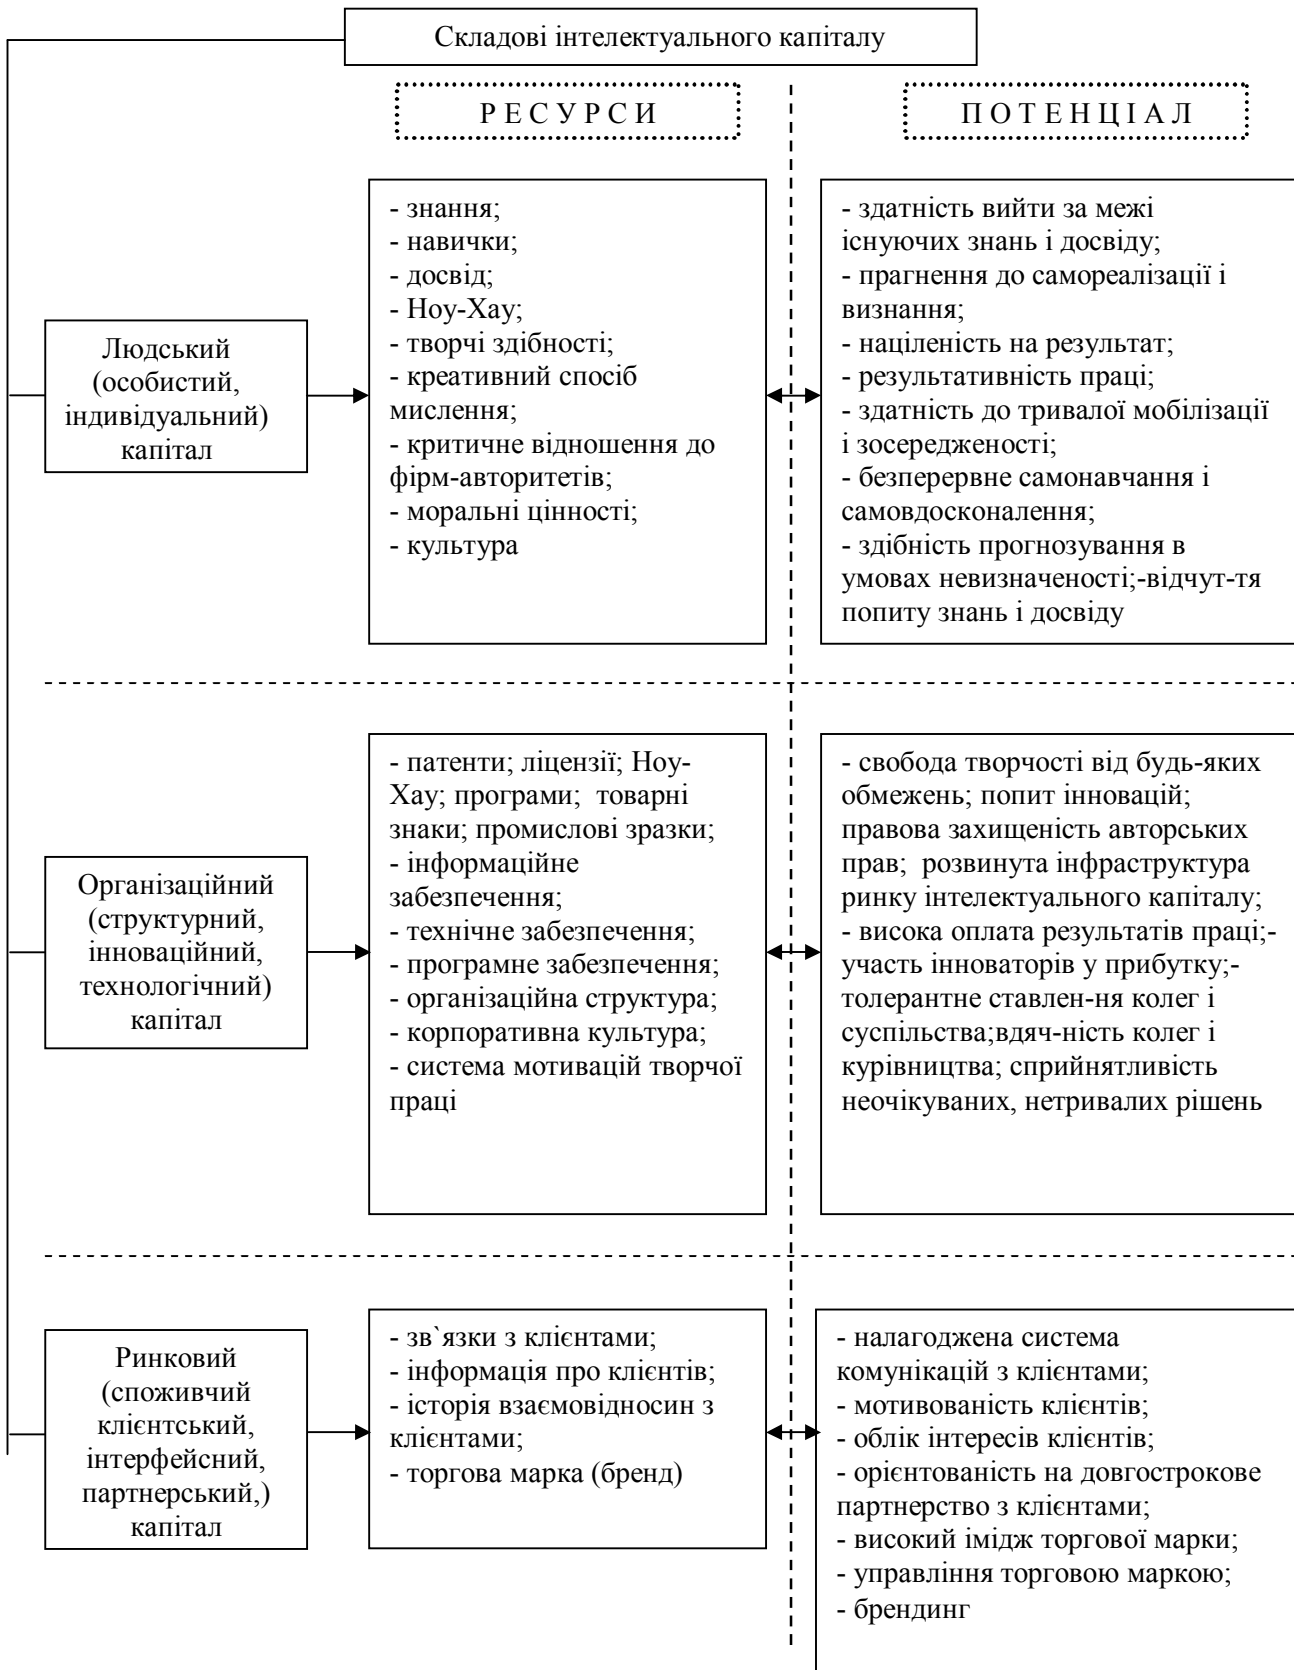 Складові інтелектуального капіталу
Р Е С У Р С И
П О Т Е Н Ц І А Л
Людський
(особистий,
індивідуальний)
капітал
- знання;
- навички;
- досвід;
- Ноу-Хау;
- творчі здібності;
- креативний спосіб
мислення;
- критичне відношення до
фірм-авторитетів;
- моральні цінності;
- культура
- здатність вийти за межі
існуючих знань і досвіду;
- прагнення до самореалізації і
визнання;
- націленість на результат;
- результативність праці;
- здатність до тривалої мобілізації
і зосередженості;
- безперервне самонавчання і
самовдосконалення;
- здібність прогнозування в
умовах невизначеності;-відчут-тя
попиту знань і досвіду
Організаційний
(структурний,
інноваційний,
технологічний)
капітал
- патенти; ліцензії; Ноу-
Хау; програми; товарні
знаки; промислові зразки;
- інформаційне
забезпечення;
- технічне забезпечення;
- програмне забезпечення;
- організаційна структура;
- корпоративна культура;
- система мотивацій творчої
праці
- свобода творчості від будь-яких
обмежень; попит інновацій;
правова захищеність авторських
прав; розвинута інфраструктура
ринку інтелектуального капіталу;
- висока оплата результатів праці;-
участь інноваторів у прибутку;-
толерантне ставлен-ня колег і
суспільства;вдяч-ність колег і
курівництва; сприйнятливість
неочікуваних, нетривалих рішень
Ринковий
(споживчий
клієнтський,
інтерфейсний,
партнерський,)
капітал
- зв`язки з клієнтами;
- інформація про клієнтів;
- історія взаємовідносин з
клієнтами;
- торгова марка (бренд)
- налагоджена система
комунікацій з клієнтами;
- мотивованість клієнтів;
- облік інтересів клієнтів;
- орієнтованість на довгострокове
партнерство з клієнтами;
- високий імідж торгової марки;
- управління торговою маркою;
- брендинг